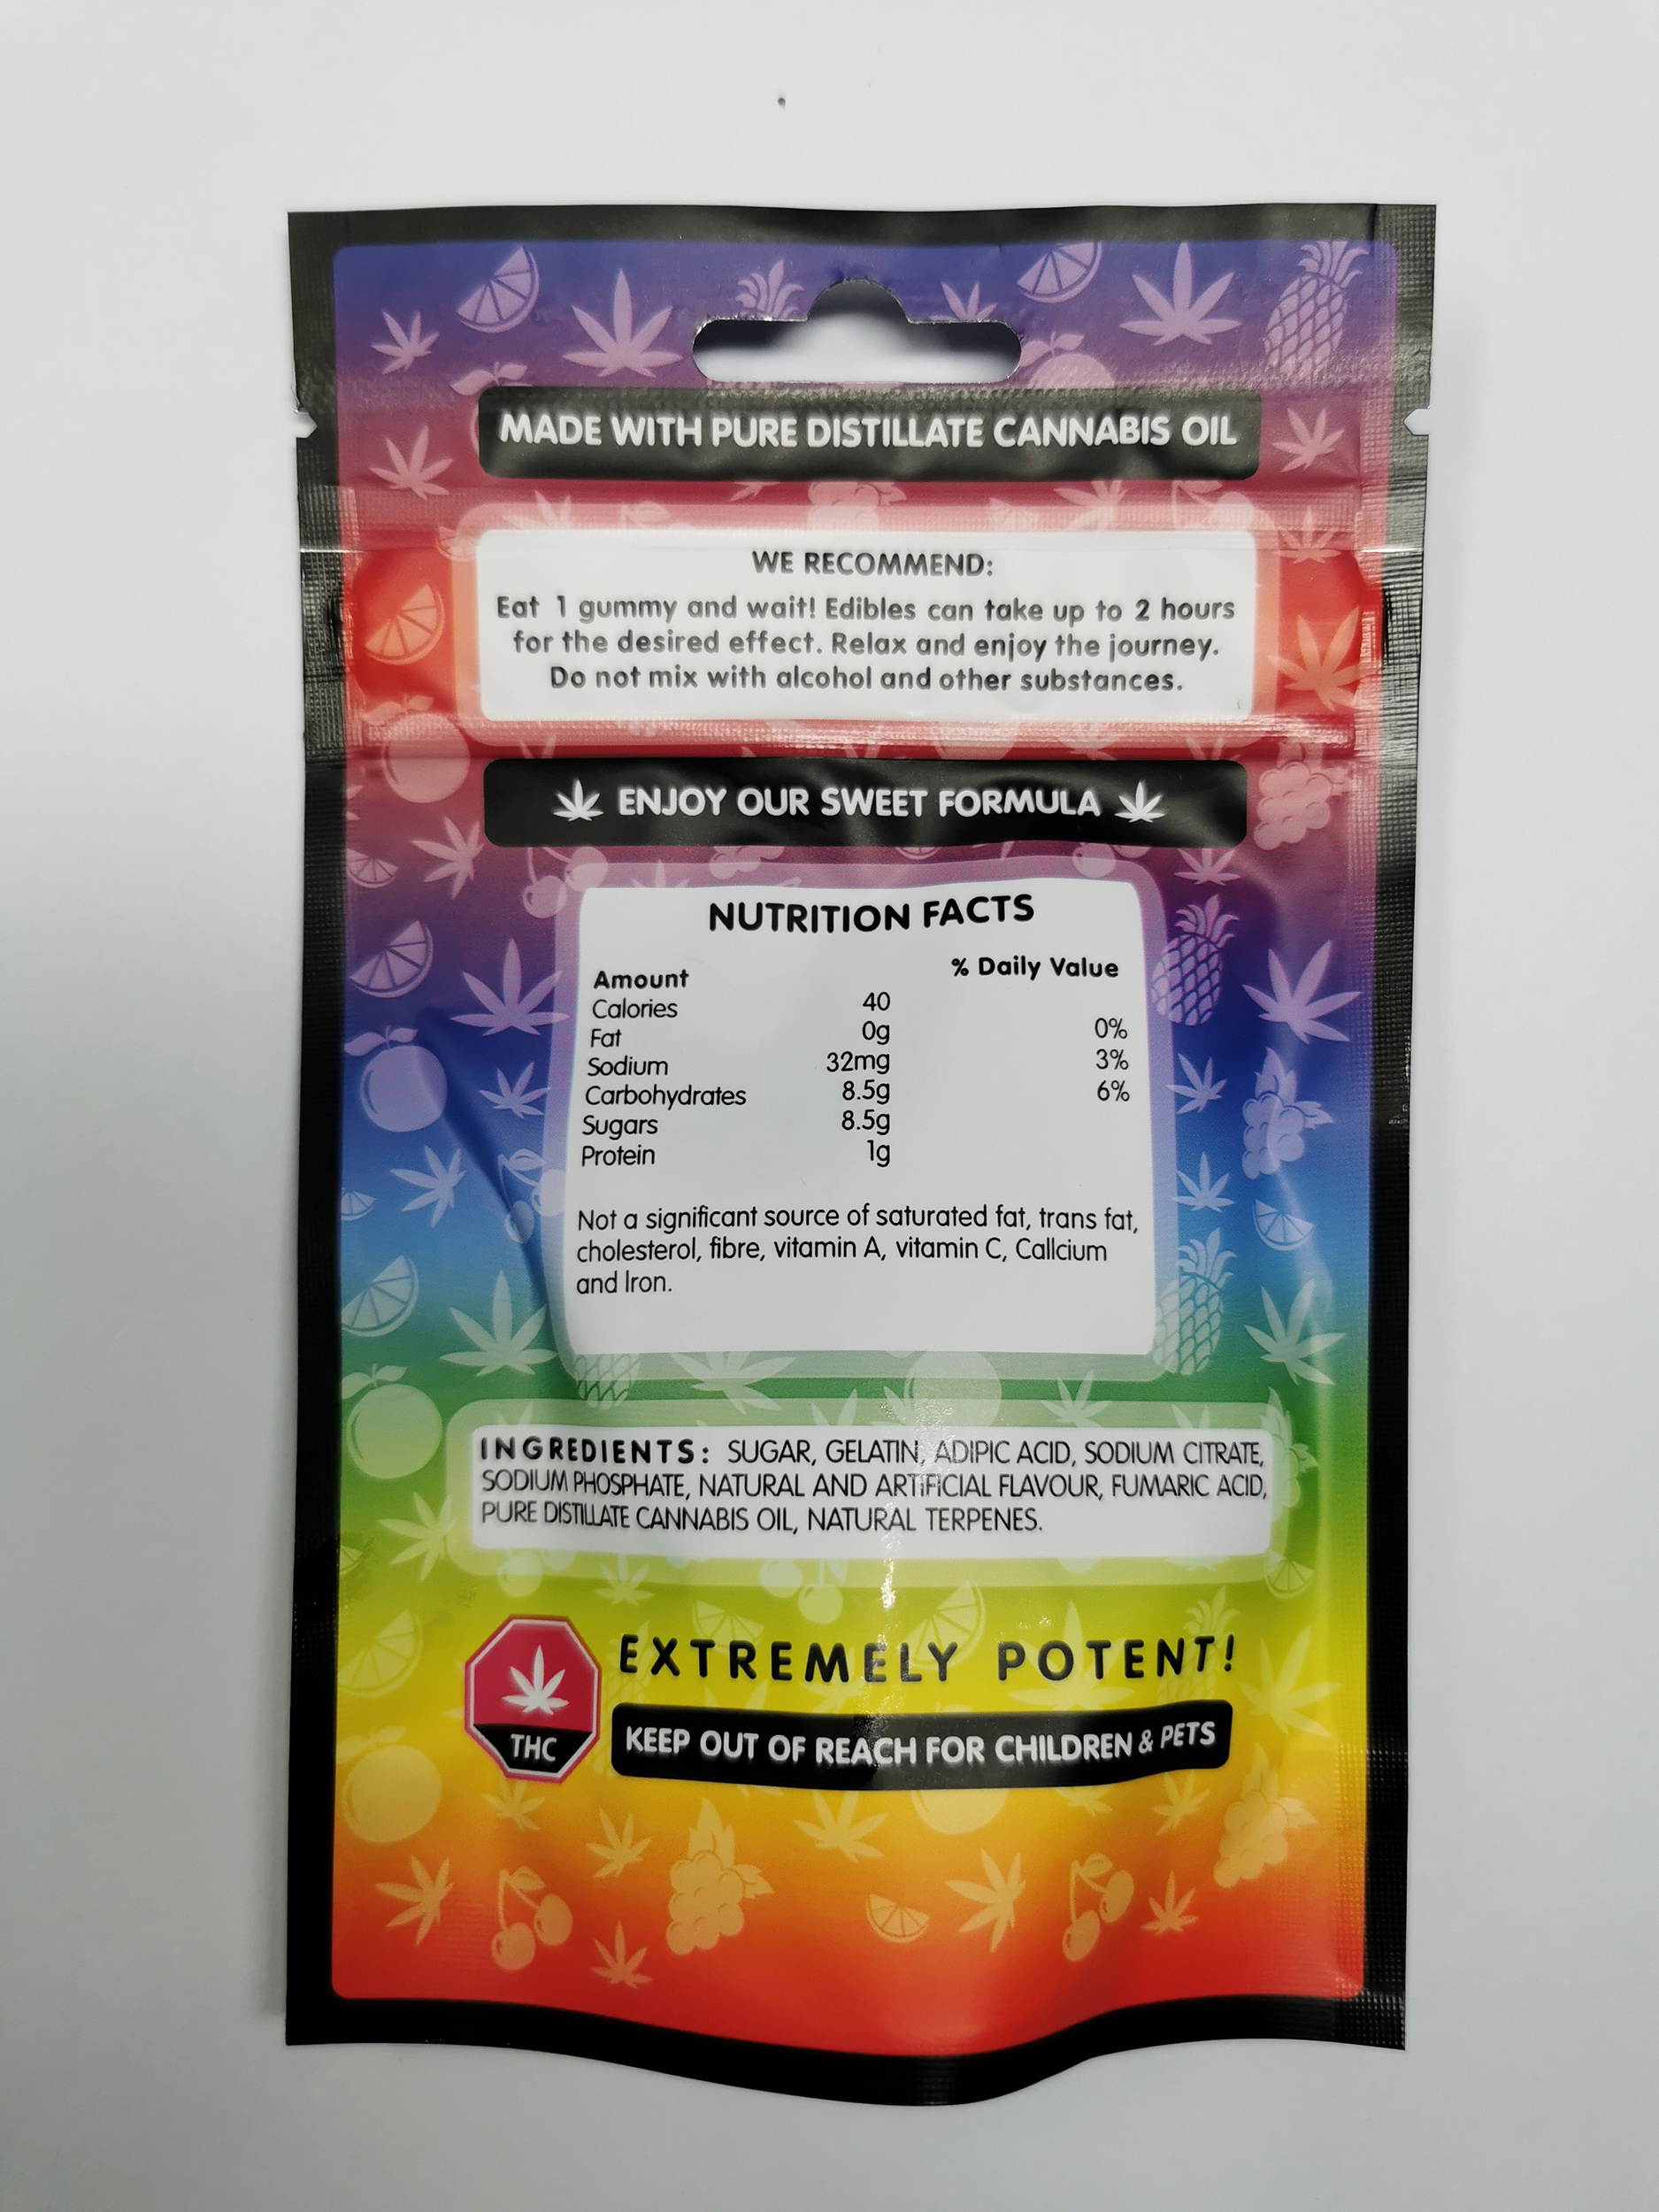 MADE WITH PURE DISTILLATE CANNABIS OIL
WE RECOMMEND:
Eat 1 gummy and wait! Edibles can take up to 2 hours
for the desired effect. Relax and enjoy the journey.
Do not mix with alcohol and other substances.
ENJOY OUR SWEET FORMULA
NUTRITION FACTS
Amount % Daily Value
Calories 40
Fat 0g 0%
Sodium 32mg 3%
Carbohydrates 8.5g 6%
Sugars 8.5g
Protein 1g
Not a significant source of saturated fat, trans fat,
cholesterol, fibre, vitamin A, vitamin C, Callcium
and Iron.
INGREDIENTS: SUGAR, GELATIN, ADIPIC ACID, SODIUM CITRATE,
SODIUM PHOSPHATE, NATURAL AND ARTIFICIAL FLAVOUR, FUMARIC ACID,
PURE DISTILLATE CANNABIS OIL, NATURAL TERPENES.
EXTREMELY POTENT!
THC
KEEP OUT OF REACH FOR CHILDREN & PETS